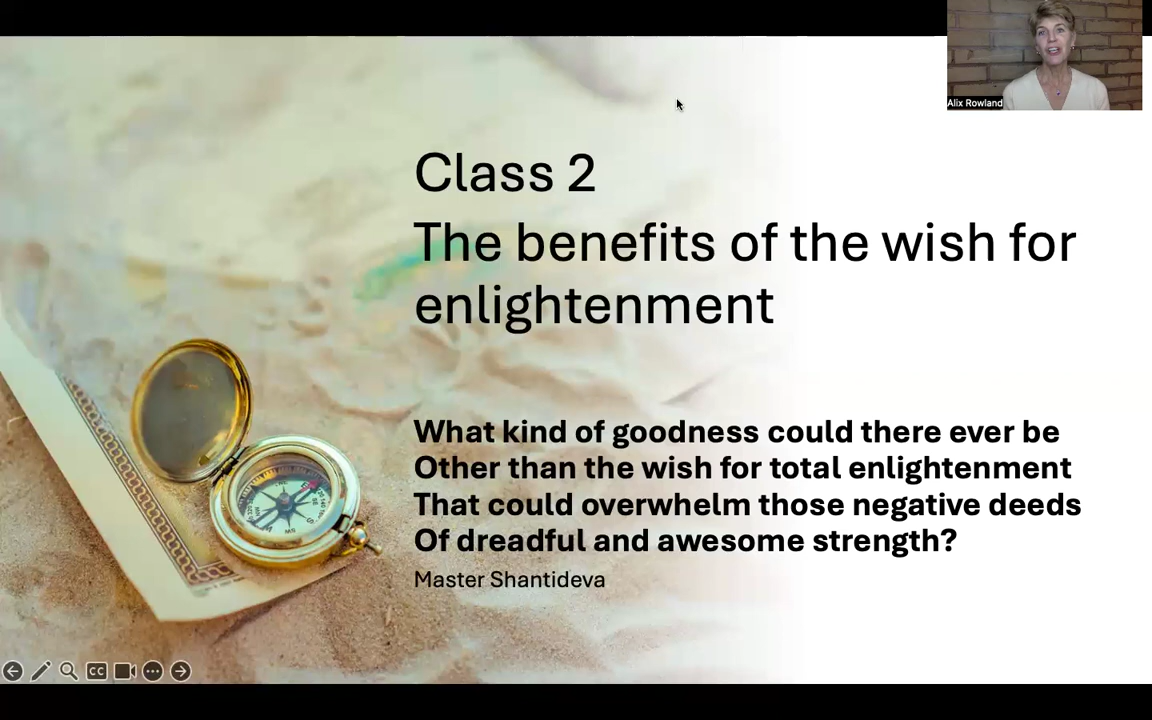 Alix Rowland
Class 2
The benefits of the wish for
enlightenment
What kind of goodness could there ever be
Other than the wish for total enlightenment
That could overwhelm those negative deeds
Of dreadful and awesome strength?
Master Shantideva
CC